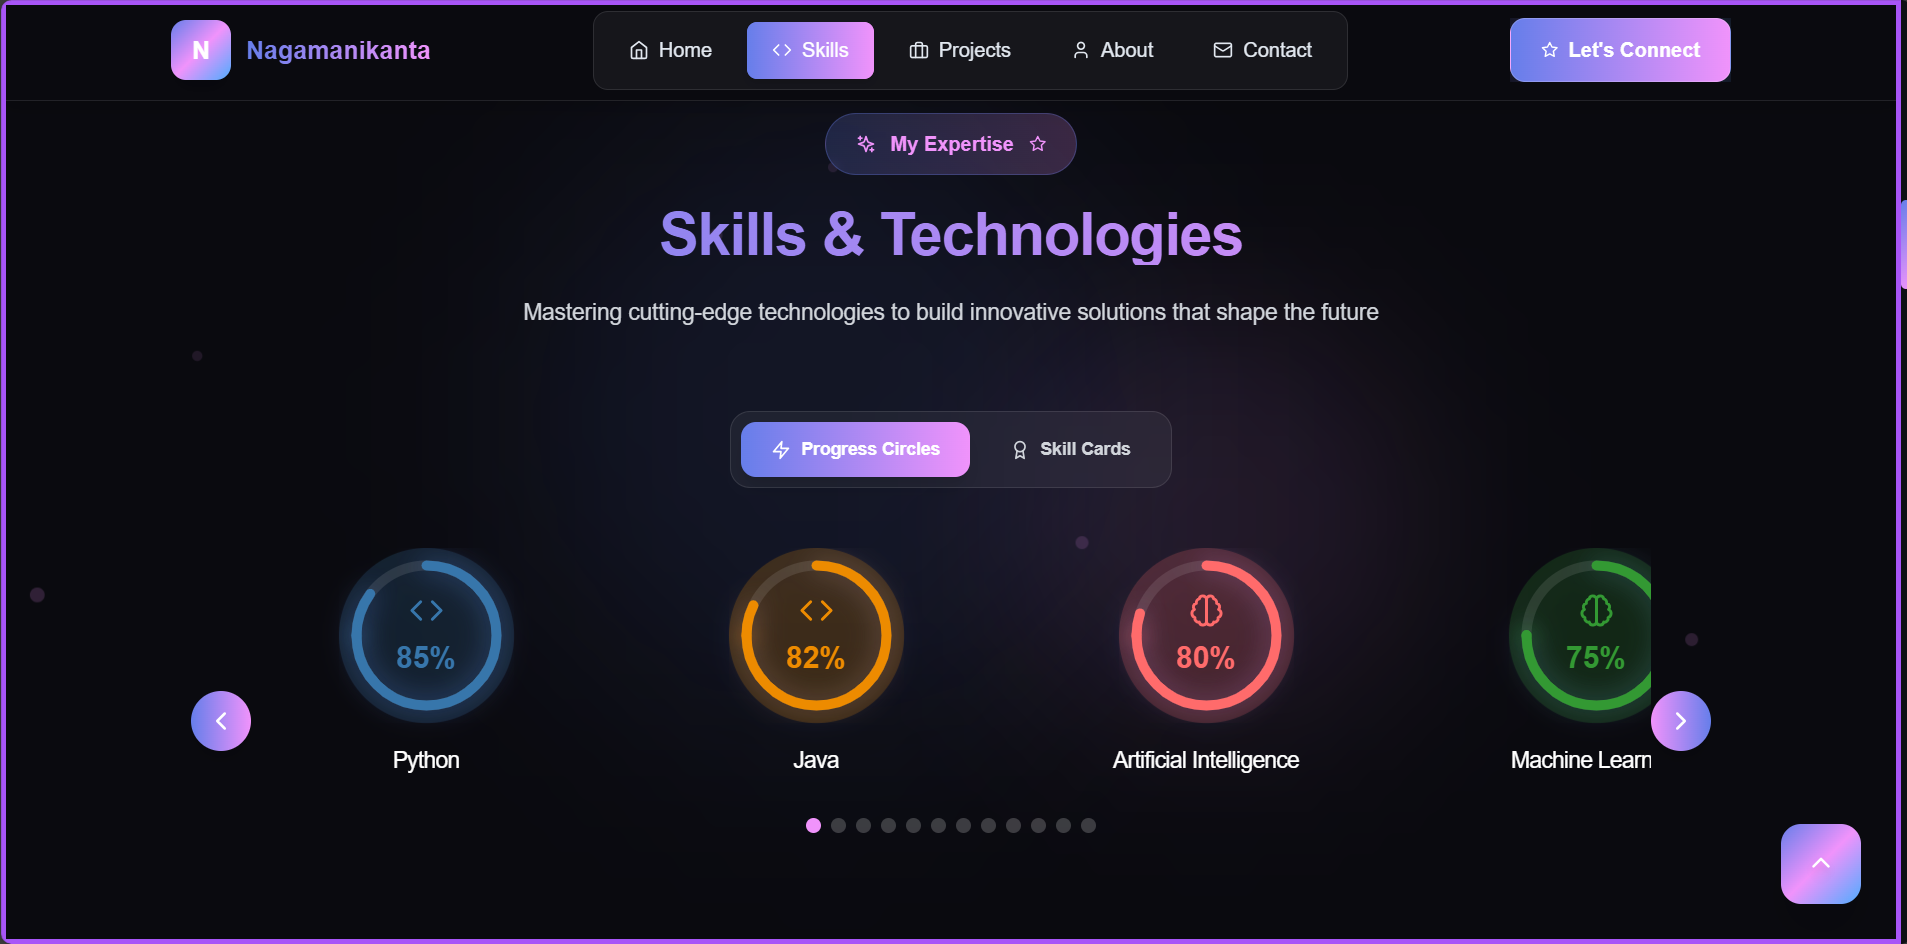 N Nagamanikanta
Home Skills Projects About Contact
Let's Connect
My Expertise
Skills & Technologies
Mastering cutting-edge technologies to build innovative solutions that shape the future
Progress Circles Skill Cards
85% 82% 80% 75%
Python Java Artificial Intelligence Machine Learn